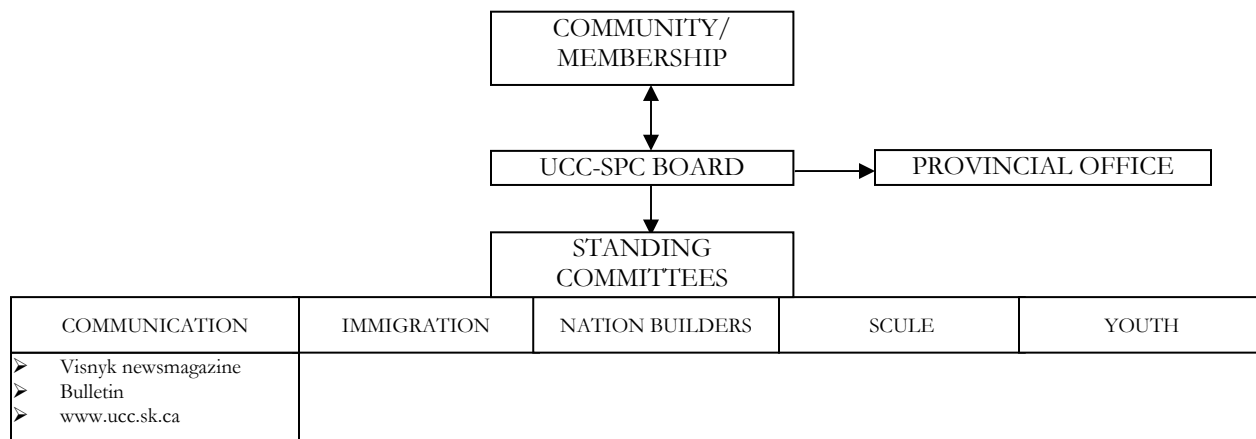 COMMUNITY/
MEMBERSHIP
UCC-SPC BOARD
PROVINCIAL OFFICE
STANDING
COMMITTEES
COMMUNICATION
IMMIGRATION
NATION BUILDERS
SCULE
YOUTH
➢ Visnyk newsmagazine
➢ Bulletin
➢ www.ucc.sk.ca